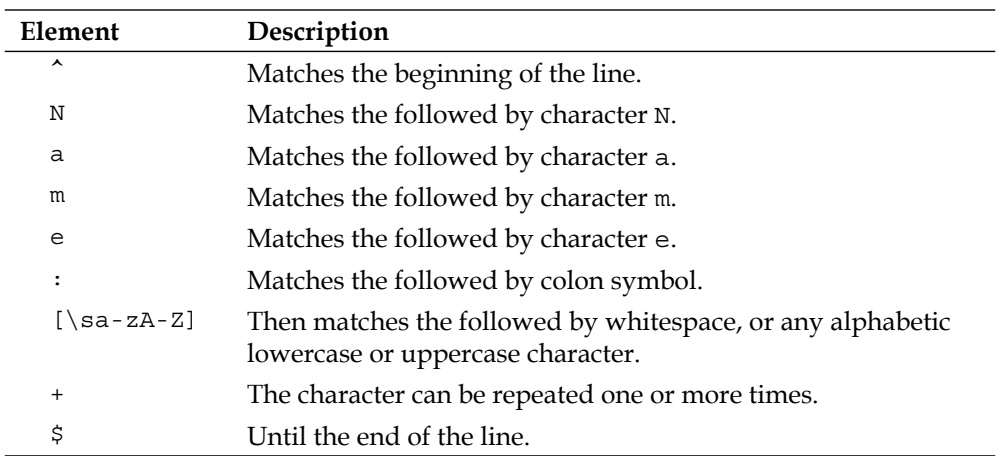 Element Description
^ Matches the beginning of the line.
N Matches the followed by character N.
a Matches the followed by character a.
m Matches the followed by character m.
e Matches the followed by character e.
: Matches the followed by colon symbol.
[\sa-zA-Z] Then matches the followed by whitespace, or any alphabetic
lowercase or uppercase character.
+ The character can be repeated one or more times.
$ Until the end of the line.